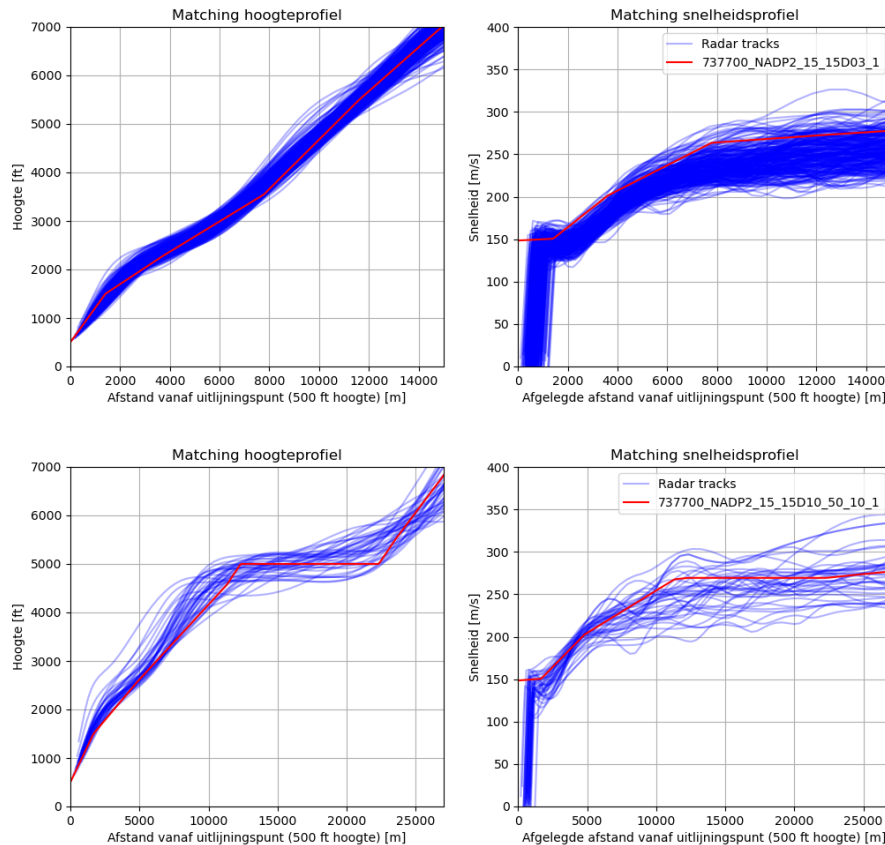 Matching hoogteprofiel
7000
6000
5000
4000
3000
2000
1000
0
Hoogte [ft]
0 2000 4000 6000 8000 10000 12000 14000
Afstand vanaf uitlijningspunt (500 ft hoogte) [m]
Matching snelheidsprofiel
400
350
300
250
200
150
100
50
0
Snelheid [m/s]
Radar tracks
737700_NADP2_15_15D03_1
0 2000 4000 6000 8000 10000 12000 14000
Afgelegde afstand vanaf uitlijningspunt (500 ft hoogte) [m]
Matching hoogteprofiel
7000
6000
5000
4000
3000
2000
1000
0
Hoogte [ft]
0 5000 10000 15000 20000 25000
Afstand vanaf uitlijningspunt (500 ft hoogte) [m]
Matching snelheidsprofiel
400
350
300
250
200
150
100
50
0
Snelheid [m/s]
Radar tracks
737700_NADP2_15_15D10_50_10_1
0 5000 10000 15000 20000 25000
Afgelegde afstand vanaf uitlijningspunt (500 ft hoogte) [m]